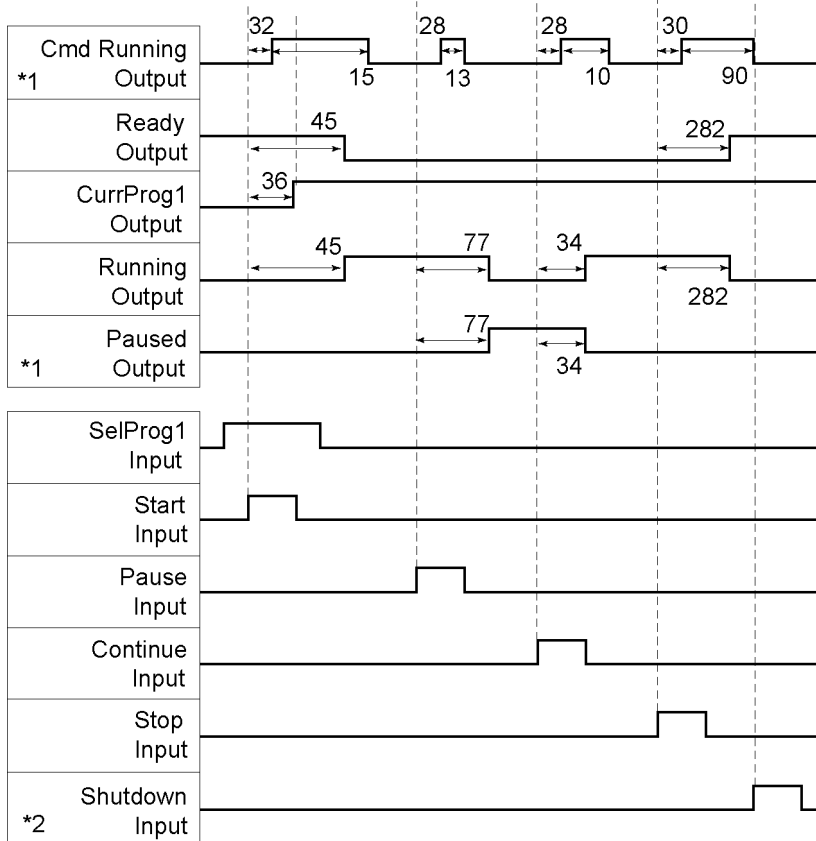 32 28 28 30
Cmd Running
*1 Output 15 13 10 90
Ready 45 282
Output
CurrProg1 36
Output
Running 45 77 34
Output 282
Paused 77
*1 Output 34
SelProg1
Input
Start
Input
Pause
Input
Continue
Input
Stop
Input
Shutdown
*2 Input